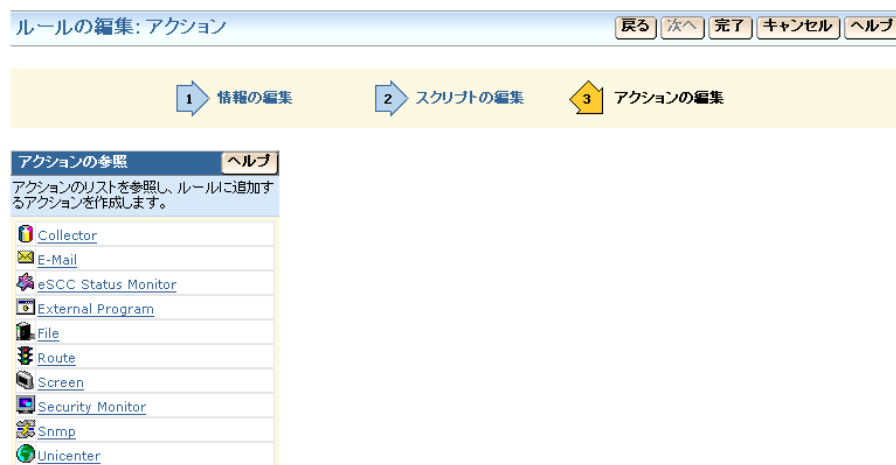 ルールの編集: アクション
戻る 次へ 完了 キャンセル ヘルプ
1 情報の編集 2 スクリプトの編集 3 アクションの編集
アクションの参照 ヘルプ
アクションのリストを参照し、ルールに追加す
るアクションを作成します。
Collector
E-Mail
eSCC Status Monitor
External Program
File
Route
Screen
Security Monitor
Snmp
Unicenter